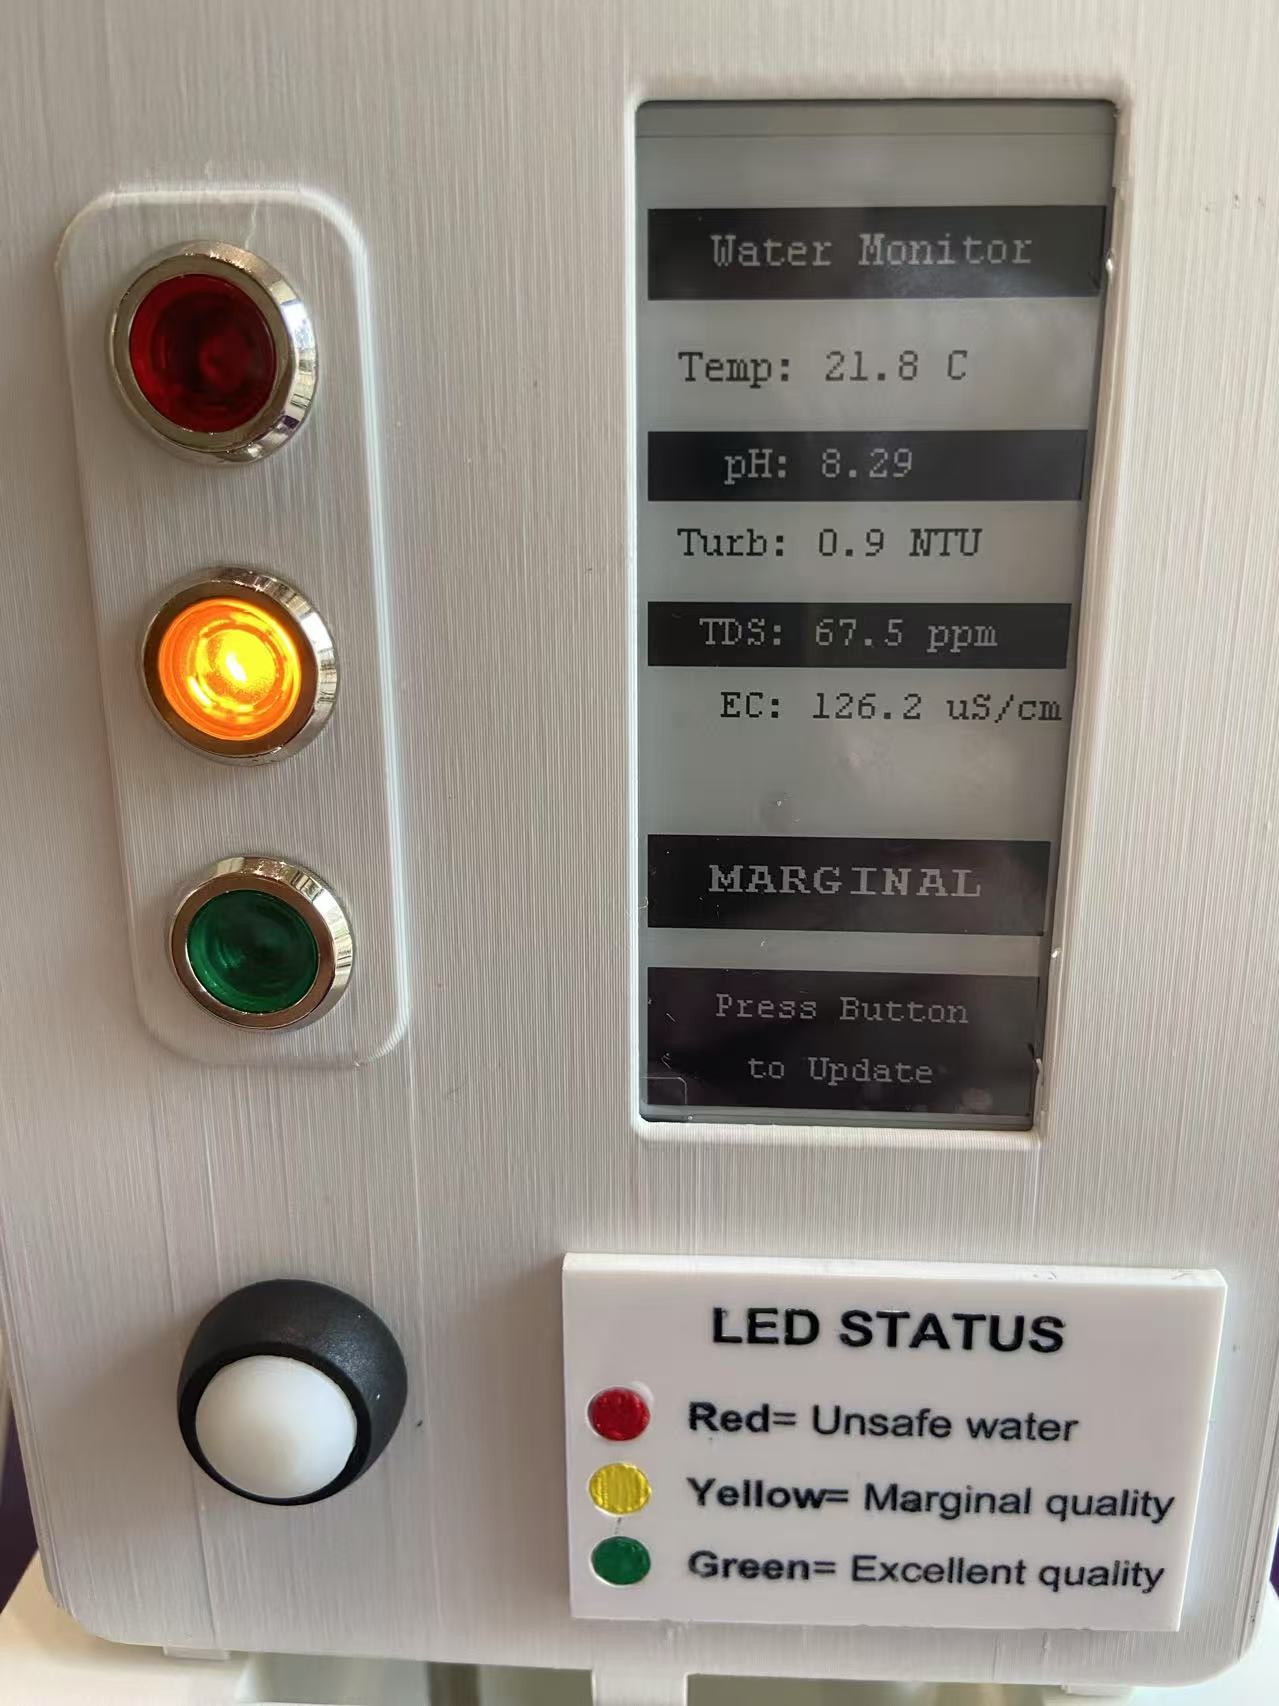 Water Monitor
Temp: 21.8 C
pH: 8.29
Turb: 0.9 NTU
TDS: 67.5 ppm
EC: 126.2 uS/cm
MARGINAL
Press Button
to Update
LED STATUS
Red= Unsafe water
Yellow= Marginal quality
Green= Excellent quality